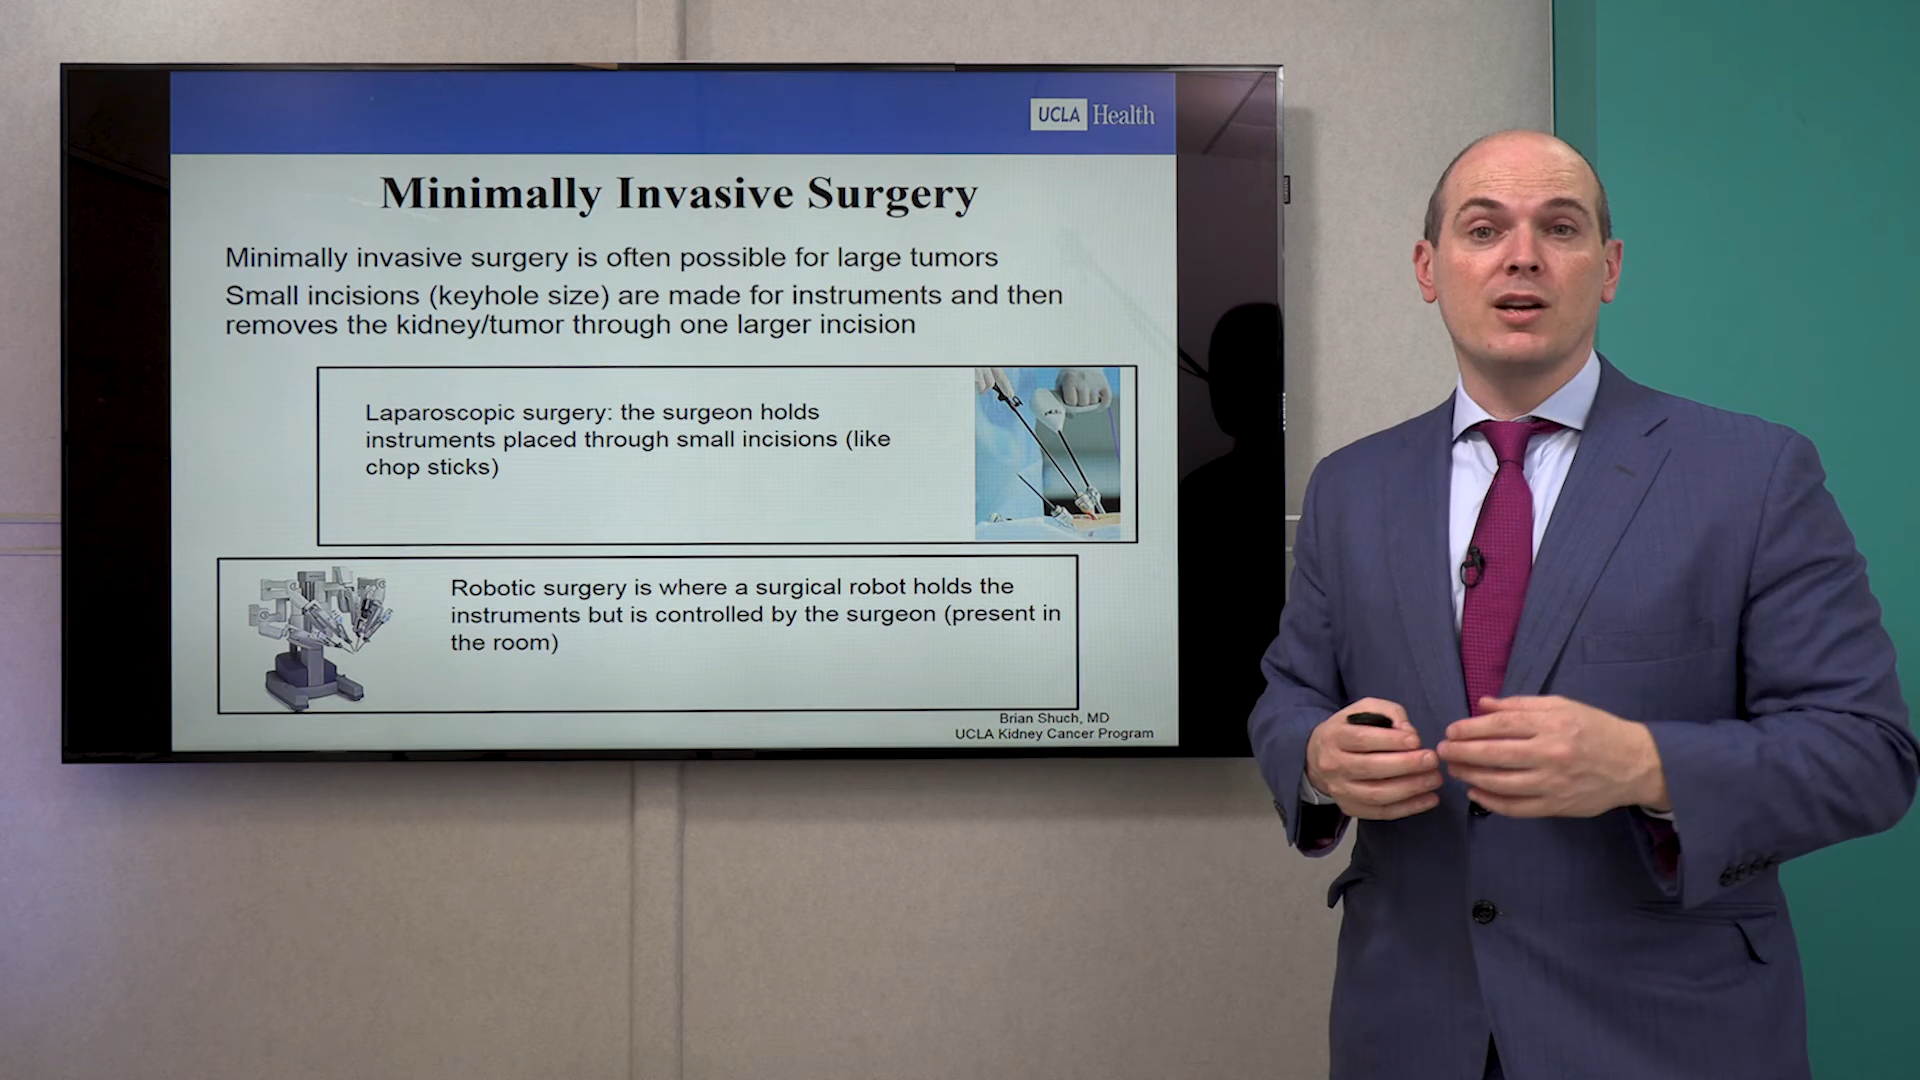 UCLA Health
Minimally Invasive Surgery
Minimally invasive surgery is often possible for large tumors
Small incisions (keyhole size) are made for instruments and then
removes the kidney/tumor through one larger incision
Laparoscopic surgery: the surgeon holds
instruments placed through small incisions (like
chop sticks)
Robotic surgery is where a surgical robot holds the
instruments but is controlled by the surgeon (present in
the room)
Brian Shuch, MD
UCLA Kidney Cancer Program